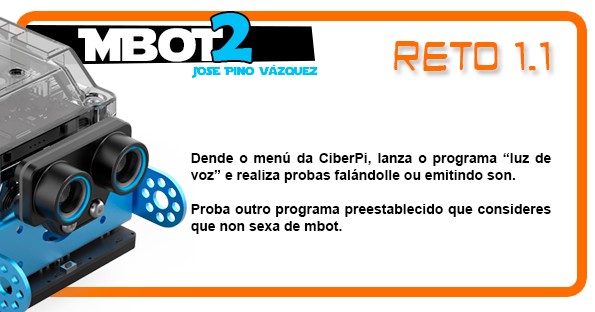 MBOT2
JOSE PINO VÁZQUEZ
RETO 1.1
Dende o menú da CiberPi, lanza o programa “luz de
voz” e realiza probas falándolle ou emitindo son.
Proba outro programa preestablecido que consideres
que non sexa de mbot.